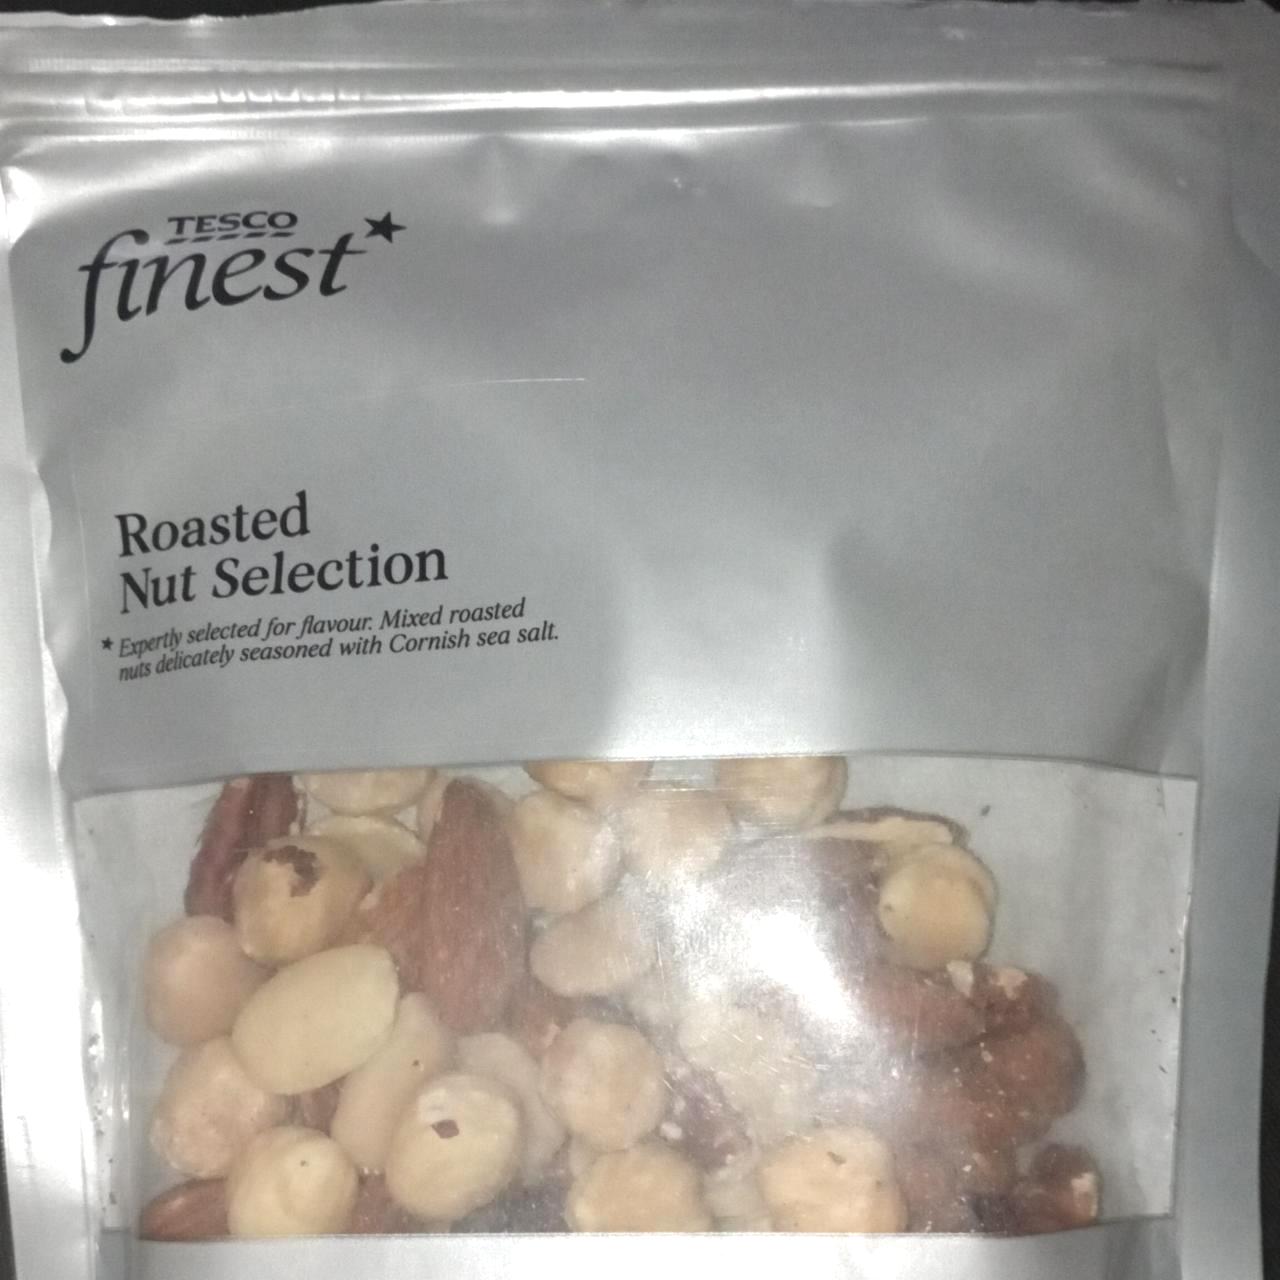 TESCO
finest*
Roasted
Nut Selection
* Expertly selected for flavour. Mixed roasted
nuts delicately seasoned with Cornish sea salt.